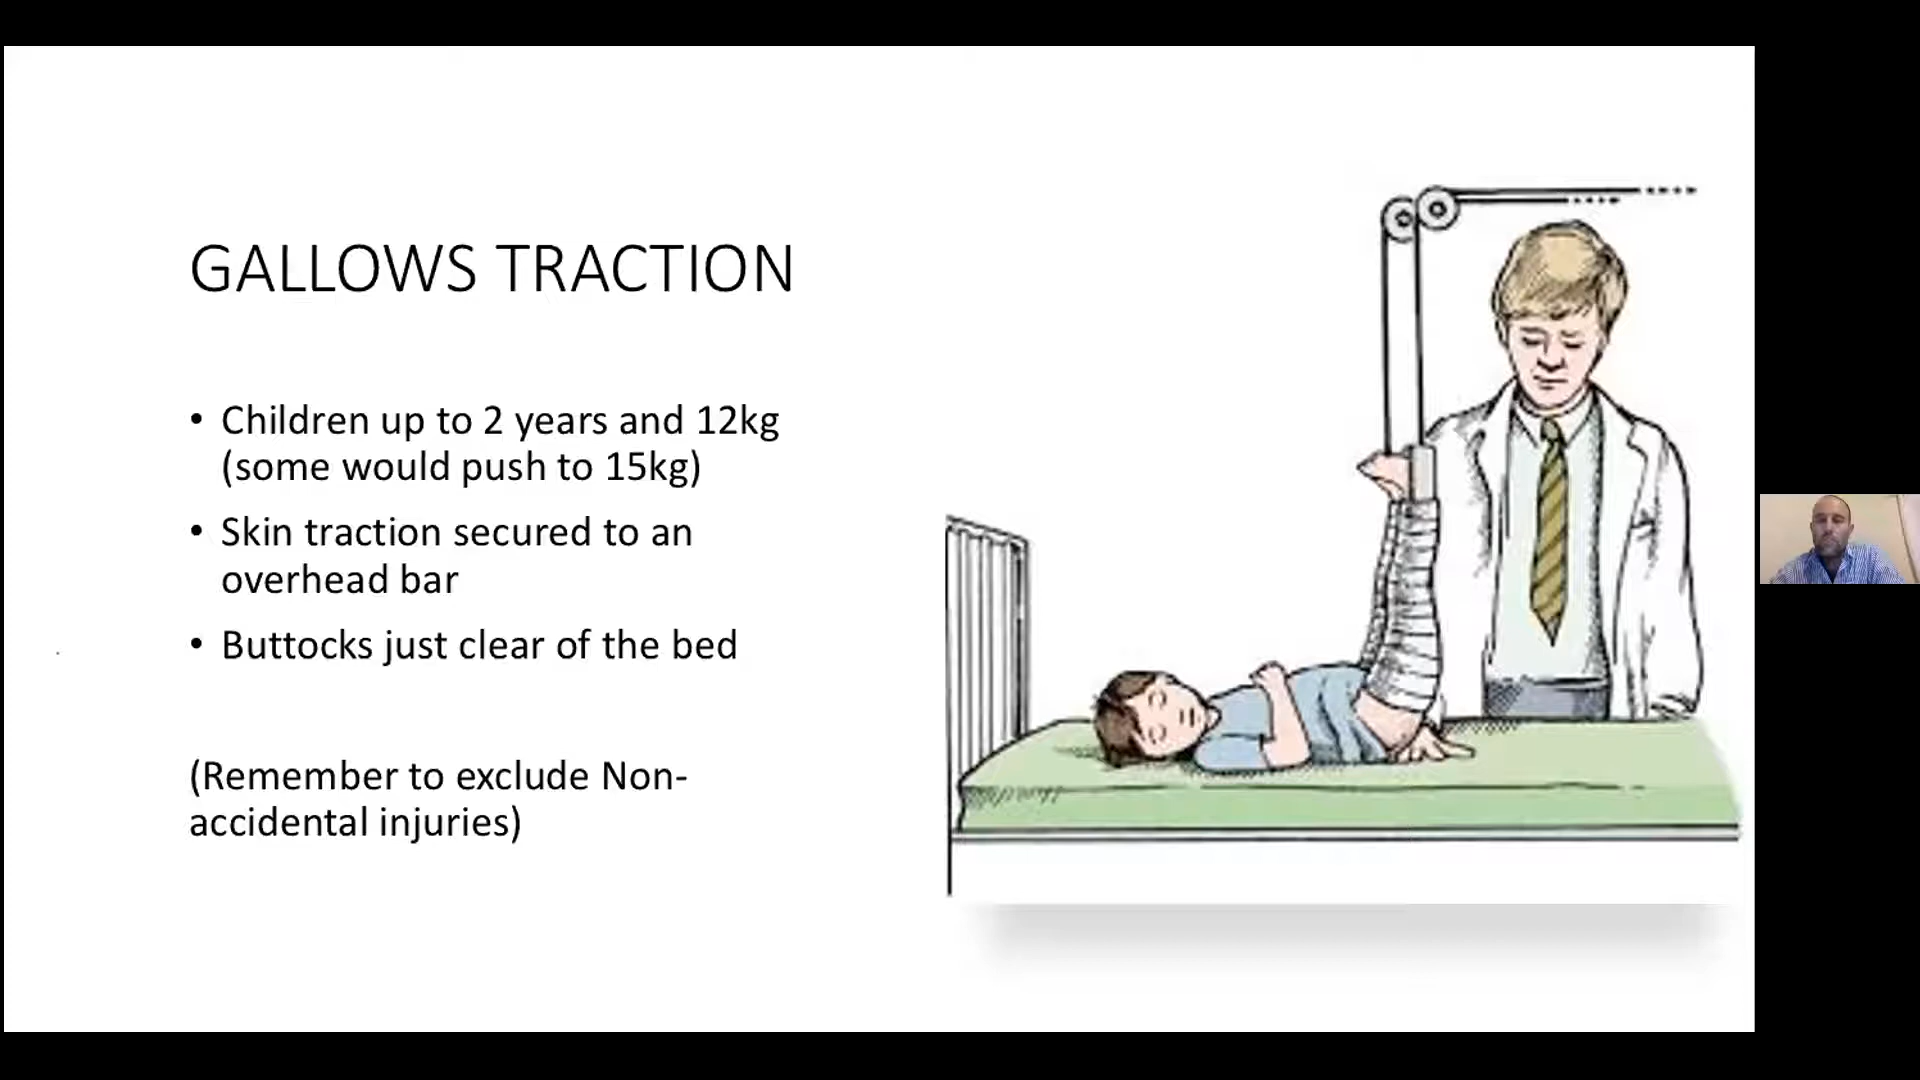 GALLOWS TRACTION
• Children up to 2 years and 12kg
(some would push to 15kg)
• Skin traction secured to an
overhead bar
• Buttocks just clear of the bed
(Remember to exclude Non-
accidental injuries)